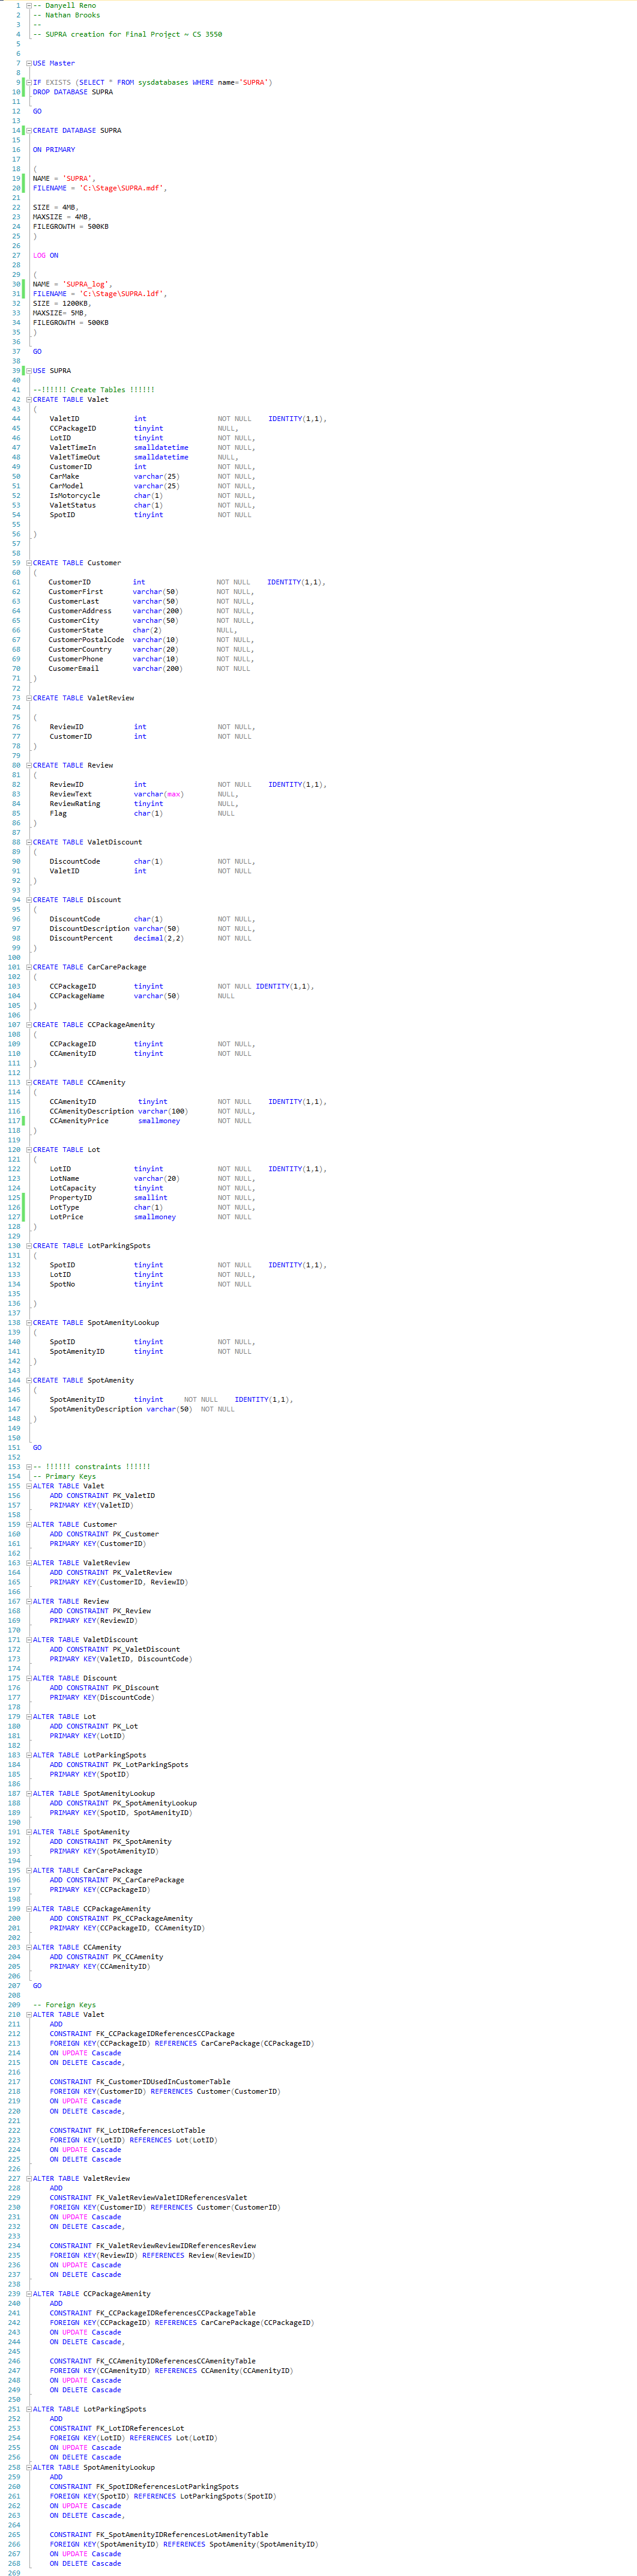 1 -- Danyell Reno
2 -- Nathan Brooks
3 --
4 -- SUPRA creation for Final Project ~ CS 3550
5
6
7 USE Master
8
9 IF EXISTS (SELECT * FROM sysdatabases WHERE name='SUPRA')
10 DROP DATABASE SUPRA
11
12 GO
13
14 CREATE DATABASE SUPRA
15
16 ON PRIMARY
17
18 (
19 NAME = 'SUPRA',
20 FILENAME = 'C:\Stage\SUPRA.mdf',
21
22 SIZE = 4MB,
23 MAXSIZE = 4MB,
24 FILEGROWTH = 500KB
25 )
26
27 LOG ON
28
29 (
30 NAME = 'SUPRA_log',
31 FILENAME = 'C:\Stage\SUPRA.ldf',
32 SIZE = 1200KB,
33 MAXSIZE= 5MB,
34 FILEGROWTH = 500KB
35 )
36
37 GO
38
39 USE SUPRA
40
41 --!!!!!! Create Tables !!!!!!
42 CREATE TABLE Valet
43 (
44 ValetID int NOT NULL IDENTITY(1,1),
45 CCPackageID tinyint NULL,
46 LotID tinyint NOT NULL,
47 ValetTimeIn smalldatetime NOT NULL,
48 ValetTimeOut smalldatetime NULL,
49 CustomerID int NOT NULL,
50 CarMake varchar(25) NOT NULL,
51 CarModel varchar(25) NOT NULL,
52 IsMotorcycle char(1) NOT NULL,
53 ValetStatus char(1) NOT NULL,
54 SpotID tinyint NOT NULL
55
56 )
57
58
59 CREATE TABLE Customer
60 (
61 CustomerID int NOT NULL IDENTITY(1,1),
62 CustomerFirst varchar(50) NOT NULL,
63 CustomerLast varchar(50) NOT NULL,
64 CustomerAddress varchar(200) NOT NULL,
65 CustomerCity varchar(50) NOT NULL,
66 CustomerState char(2) NULL,
67 CustomerPostalCode varchar(10) NOT NULL,
68 CustomerCountry varchar(20) NOT NULL,
69 CustomerPhone varchar(10) NOT NULL,
70 CusomerEmail varchar(200) NOT NULL
71 )
72
73 CREATE TABLE ValetReview
74
75 (
76 ReviewID int NOT NULL,
77 CustomerID int NOT NULL
78 )
79
80 CREATE TABLE Review
81 (
82 ReviewID int NOT NULL IDENTITY(1,1),
83 ReviewText varchar(max) NULL,
84 ReviewRating tinyint NULL,
85 Flag char(1) NULL
86 )
87
88 CREATE TABLE ValetDiscount
89 (
90 DiscountCode char(1) NOT NULL,
91 ValetID int NOT NULL
92 )
93
94 CREATE TABLE Discount
95 (
96 DiscountCode char(1) NOT NULL,
97 DiscountDescription varchar(50) NOT NULL,
98 DiscountPercent decimal(2,2) NOT NULL
99 )
100
101 CREATE TABLE CarCarePackage
102 (
103 CCPackageID tinyint NOT NULL IDENTITY(1,1),
104 CCPackageName varchar(50) NULL
105 )
106
107 CREATE TABLE CCPackageAmenity
108 (
109 CCPackageID tinyint NOT NULL,
110 CCAmenityID tinyint NOT NULL
111 )
112
113 CREATE TABLE CCAmenity
114 (
115 CCAmenityID tinyint NOT NULL IDENTITY(1,1),
116 CCAmenityDescription varchar(100) NOT NULL,
117 CCAmenityPrice smallmoney NOT NULL
118 )
119
120 CREATE TABLE Lot
121 (
122 LotID tinyint NOT NULL IDENTITY(1,1),
123 LotName varchar(20) NOT NULL,
124 LotCapacity tinyint NOT NULL,
125 PropertyID smallint NOT NULL,
126 LotType char(1) NOT NULL,
127 LotPrice smallmoney NOT NULL
128 )
129
130 CREATE TABLE LotParkingSpots
131 (
132 SpotID tinyint NOT NULL IDENTITY(1,1),
133 LotID tinyint NOT NULL,
134 SpotNo tinyint NOT NULL
135
136 )
137
138 CREATE TABLE SpotAmenityLookup
139 (
140 SpotID tinyint NOT NULL,
141 SpotAmenityID tinyint NOT NULL
142 )
143
144 CREATE TABLE SpotAmenity
145 (
146 SpotAmenityID tinyint NOT NULL IDENTITY(1,1),
147 SpotAmenityDescription varchar(50) NOT NULL
148 )
149
150
151 GO
152
153 -- !!!!!! constraints !!!!!!
154 -- Primary Keys
155 ALTER TABLE Valet
156 ADD CONSTRAINT PK_ValetID
157 PRIMARY KEY(ValetID)
158
159 ALTER TABLE Customer
160 ADD CONSTRAINT PK_Customer
161 PRIMARY KEY(CustomerID)
162
163 ALTER TABLE ValetReview
164 ADD CONSTRAINT PK_ValetReview
165 PRIMARY KEY(CustomerID, ReviewID)
166
167 ALTER TABLE Review
168 ADD CONSTRAINT PK_Review
169 PRIMARY KEY(ReviewID)
170
171 ALTER TABLE ValetDiscount
172 ADD CONSTRAINT PK_ValetDiscount
173 PRIMARY KEY(ValetID, DiscountCode)
174
175 ALTER TABLE Discount
176 ADD CONSTRAINT PK_Discount
177 PRIMARY KEY(DiscountCode)
178
179 ALTER TABLE Lot
180 ADD CONSTRAINT PK_Lot
181 PRIMARY KEY(LotID)
182
183 ALTER TABLE LotParkingSpots
184 ADD CONSTRAINT PK_LotParkingSpots
185 PRIMARY KEY(SpotID)
186
187 ALTER TABLE SpotAmenityLookup
188 ADD CONSTRAINT PK_SpotAmenityLookup
189 PRIMARY KEY(SpotID, SpotAmenityID)
190
191 ALTER TABLE SpotAmenity
192 ADD CONSTRAINT PK_SpotAmenity
193 PRIMARY KEY(SpotAmenityID)
194
195 ALTER TABLE CarCarePackage
196 ADD CONSTRAINT PK_CarCarePackage
197 PRIMARY KEY(CCPackageID)
198
199 ALTER TABLE CCPackageAmenity
200 ADD CONSTRAINT PK_CCPackageAmenity
201 PRIMARY KEY(CCPackageID, CCAmenityID)
202
203 ALTER TABLE CCAmenity
204 ADD CONSTRAINT PK_CCAmenity
205 PRIMARY KEY(CCAmenityID)
206
207 GO
208
209 -- Foreign Keys
210 ALTER TABLE Valet
211 ADD
212 CONSTRAINT FK_CCPackageIDReferencesCCPackage
213 FOREIGN KEY(CCPackageID) REFERENCES CarCarePackage(CCPackageID)
214 ON UPDATE Cascade
215 ON DELETE Cascade,
216
217 CONSTRAINT FK_CustomerIDUsedInCustomerTable
218 FOREIGN KEY(CustomerID) REFERENCES Customer(CustomerID)
219 ON UPDATE Cascade
220 ON DELETE Cascade,
221
222 CONSTRAINT FK_LotIDReferencesLotTable
223 FOREIGN KEY(LotID) REFERENCES Lot(LotID)
224 ON UPDATE Cascade
225 ON DELETE Cascade
226
227 ALTER TABLE ValetReview
228 ADD
229 CONSTRAINT FK_ValetReviewValetIDReferencesValet
230 FOREIGN KEY(CustomerID) REFERENCES Customer(CustomerID)
231 ON UPDATE Cascade
232 ON DELETE Cascade,
233
234 CONSTRAINT FK_ValetReviewReviewIDReferencesReview
235 FOREIGN KEY(ReviewID) REFERENCES Review(ReviewID)
236 ON UPDATE Cascade
237 ON DELETE Cascade
238
239 ALTER TABLE CCPackageAmenity
240 ADD
241 CONSTRAINT FK_CCPackageIDReferencesCCPackageTable
242 FOREIGN KEY(CCPackageID) REFERENCES CarCarePackage(CCPackageID)
243 ON UPDATE Cascade
244 ON DELETE Cascade,
245
246 CONSTRAINT FK_CCAmenityIDReferencesCCAmenityTable
247 FOREIGN KEY(CCAmenityID) REFERENCES CCAmenity(CCAmenityID)
248 ON UPDATE Cascade
249 ON DELETE Cascade
250
251 ALTER TABLE LotParkingSpots
252 ADD
253 CONSTRAINT FK_LotIDReferencesLot
254 FOREIGN KEY(LotID) REFERENCES Lot(LotID)
255 ON UPDATE Cascade
256 ON DELETE Cascade
258 ALTER TABLE SpotAmenityLookup
259 ADD
260 CONSTRAINT FK_SpotIDReferencesLotParkingSpots
261 FOREIGN KEY(SpotID) REFERENCES LotParkingSpots(SpotID)
262 ON UPDATE Cascade
263 ON DELETE Cascade,
264
265 CONSTRAINT FK_SpotAmenityIDReferencesLotAmenityTable
266 FOREIGN KEY(SpotAmenityID) REFERENCES SpotAmenity(SpotAmenityID)
267 ON UPDATE Cascade
268 ON DELETE Cascade
269